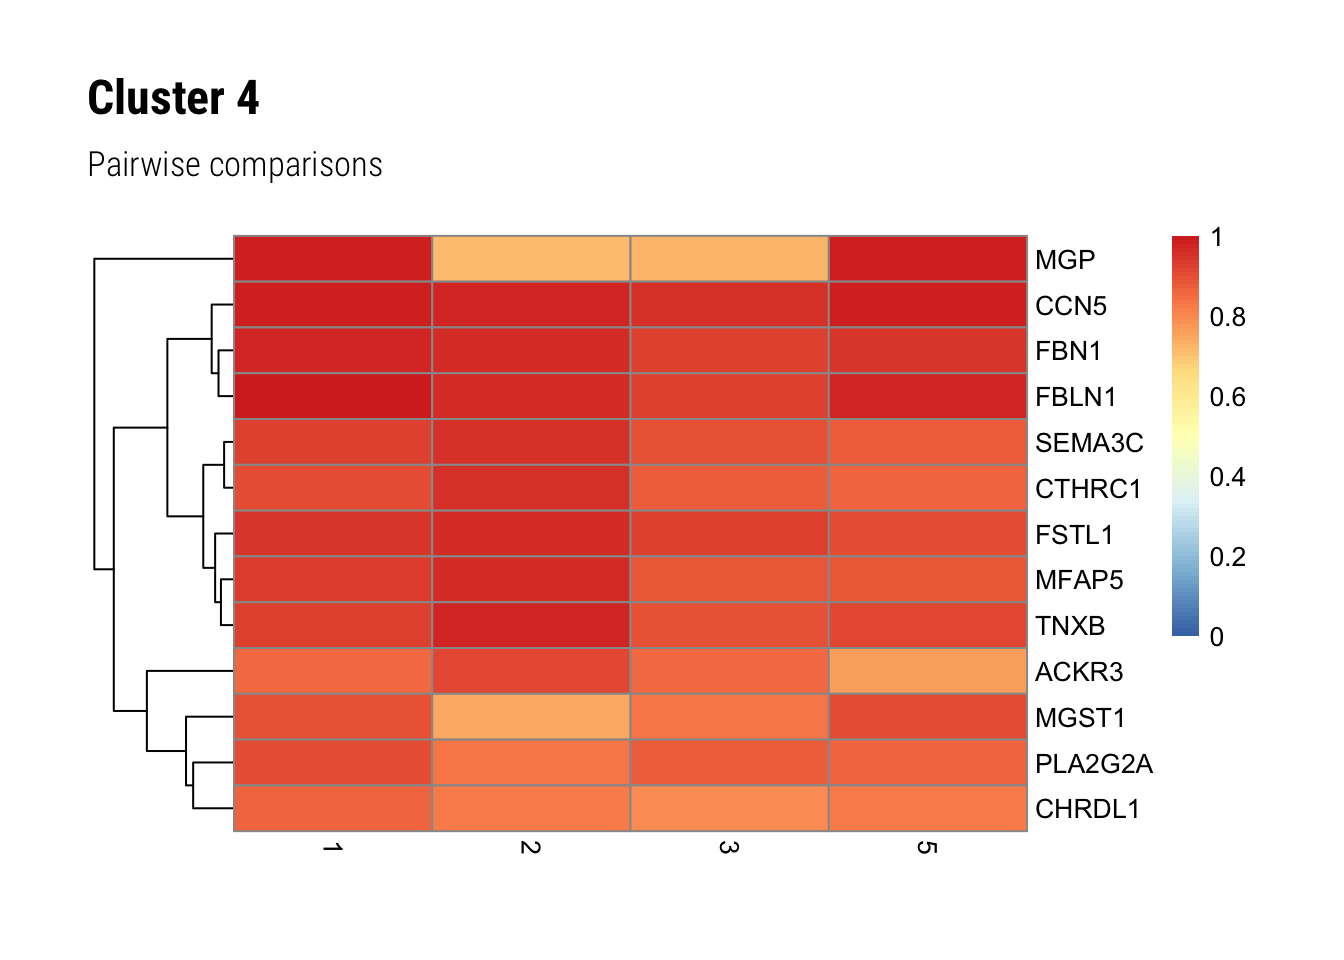 Cluster 4
Pairwise comparisons
MGP
CCN5
FBN1
FBLN1
SEMA3C
CTHRC1
FSTL1
MFAP5
TNXB
ACKR3
MGST1
PLA2G2A
CHRDL1
1
2
3
5
1
0.8
0.6
0.4
0.2
0